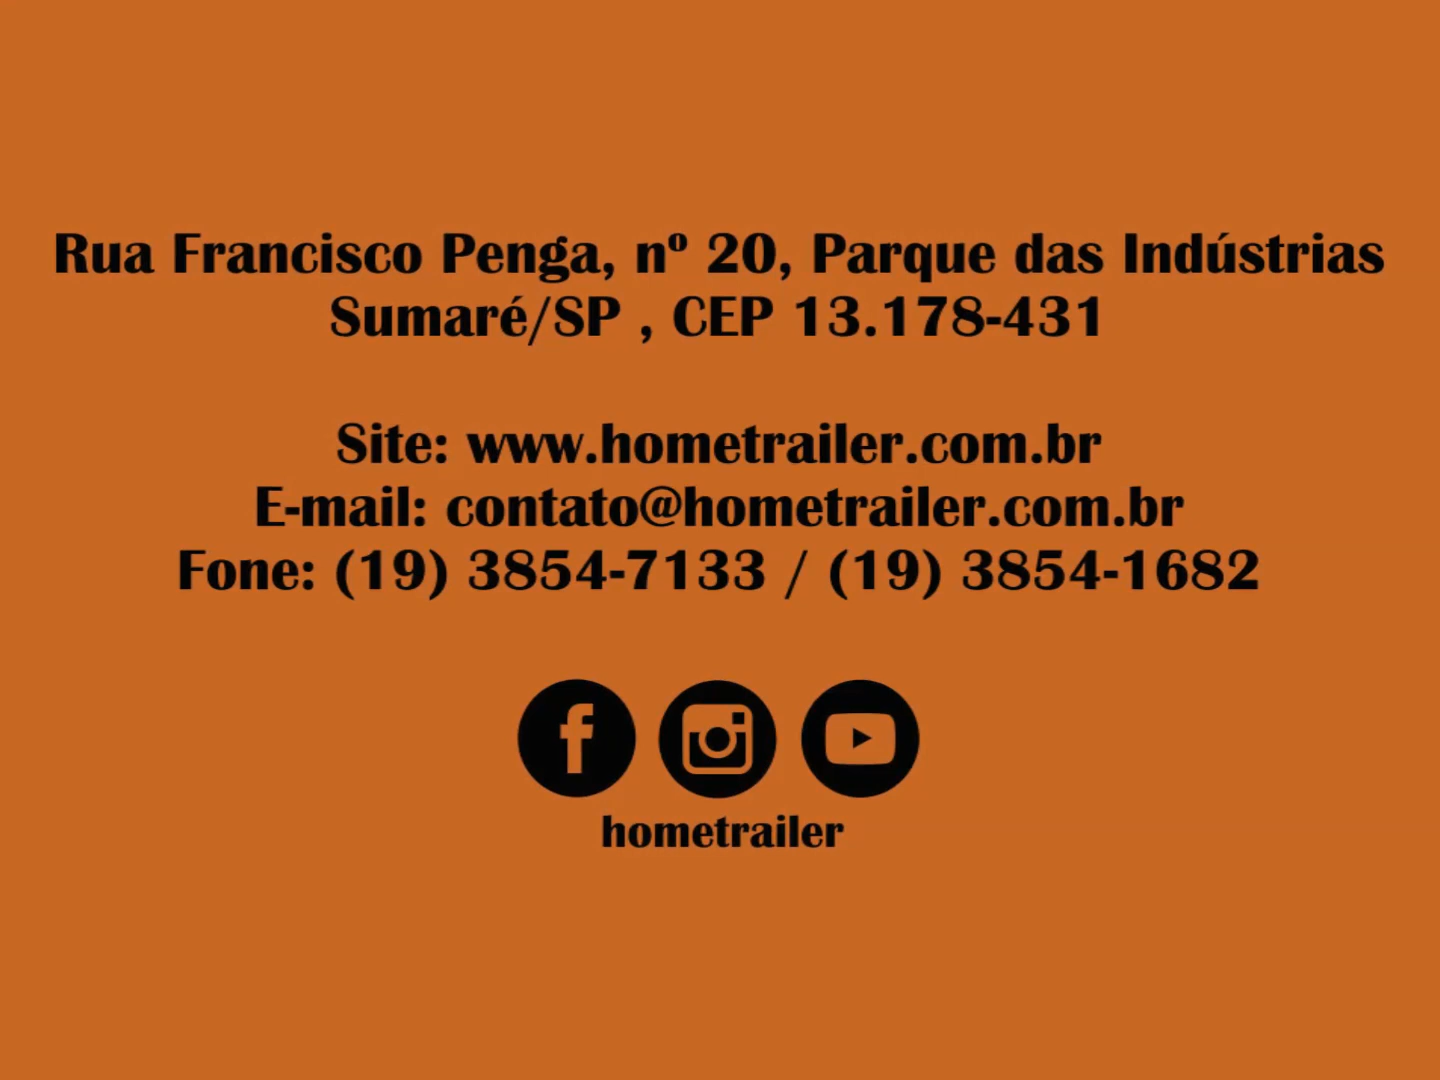 Rua Francisco Penga, nº 20, Parque das Indústrias
Sumaré/SP , CEP 13.178-431
Site: www.hometrailer.com.br
E-mail: contato@hometrailer.com.br
Fone: (19) 3854-7133 / (19) 3854-1682
hometrailer